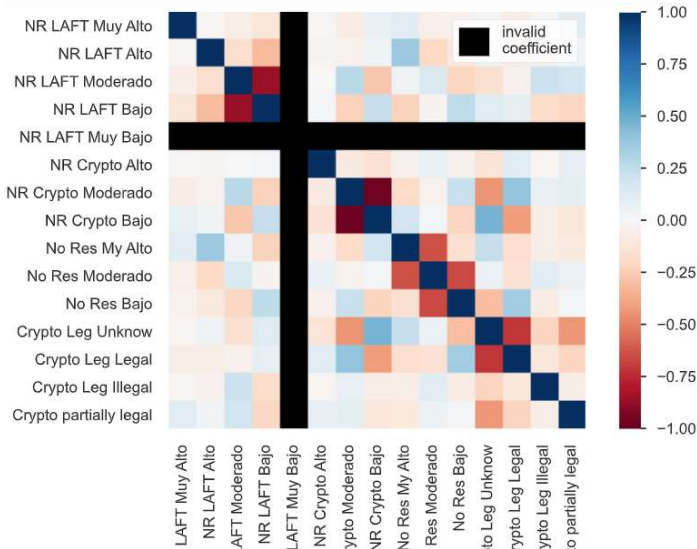 NR LAFT Muy Alto
NR LAFT Alto
NR LAFT Moderado
NR LAFT Bajo
NR LAFT Muy Bajo
NR Crypto Alto
NR Crypto Moderado
NR Crypto Bajo
No Res My Alto
No Res Moderado
No Res Bajo
Crypto Leg Unknow
Crypto Leg Legal
Crypto Leg Illegal
Crypto partially legal
invalid
coefficient
1.00
0.75
0.50
0.25
0.00
−0.25
−0.50
−0.75
−1.00
LAFT Muy Alto
NR LAFT Alto
LAFT Moderado
NR LAFT Bajo
LAFT Muy Bajo
NR Crypto Alto
Crypto Moderado
NR Crypto Bajo
No Res My Alto
Res Moderado
No Res Bajo
to Leg Unknow
rypto Leg Legal
pto Leg Illegal
o partially legal